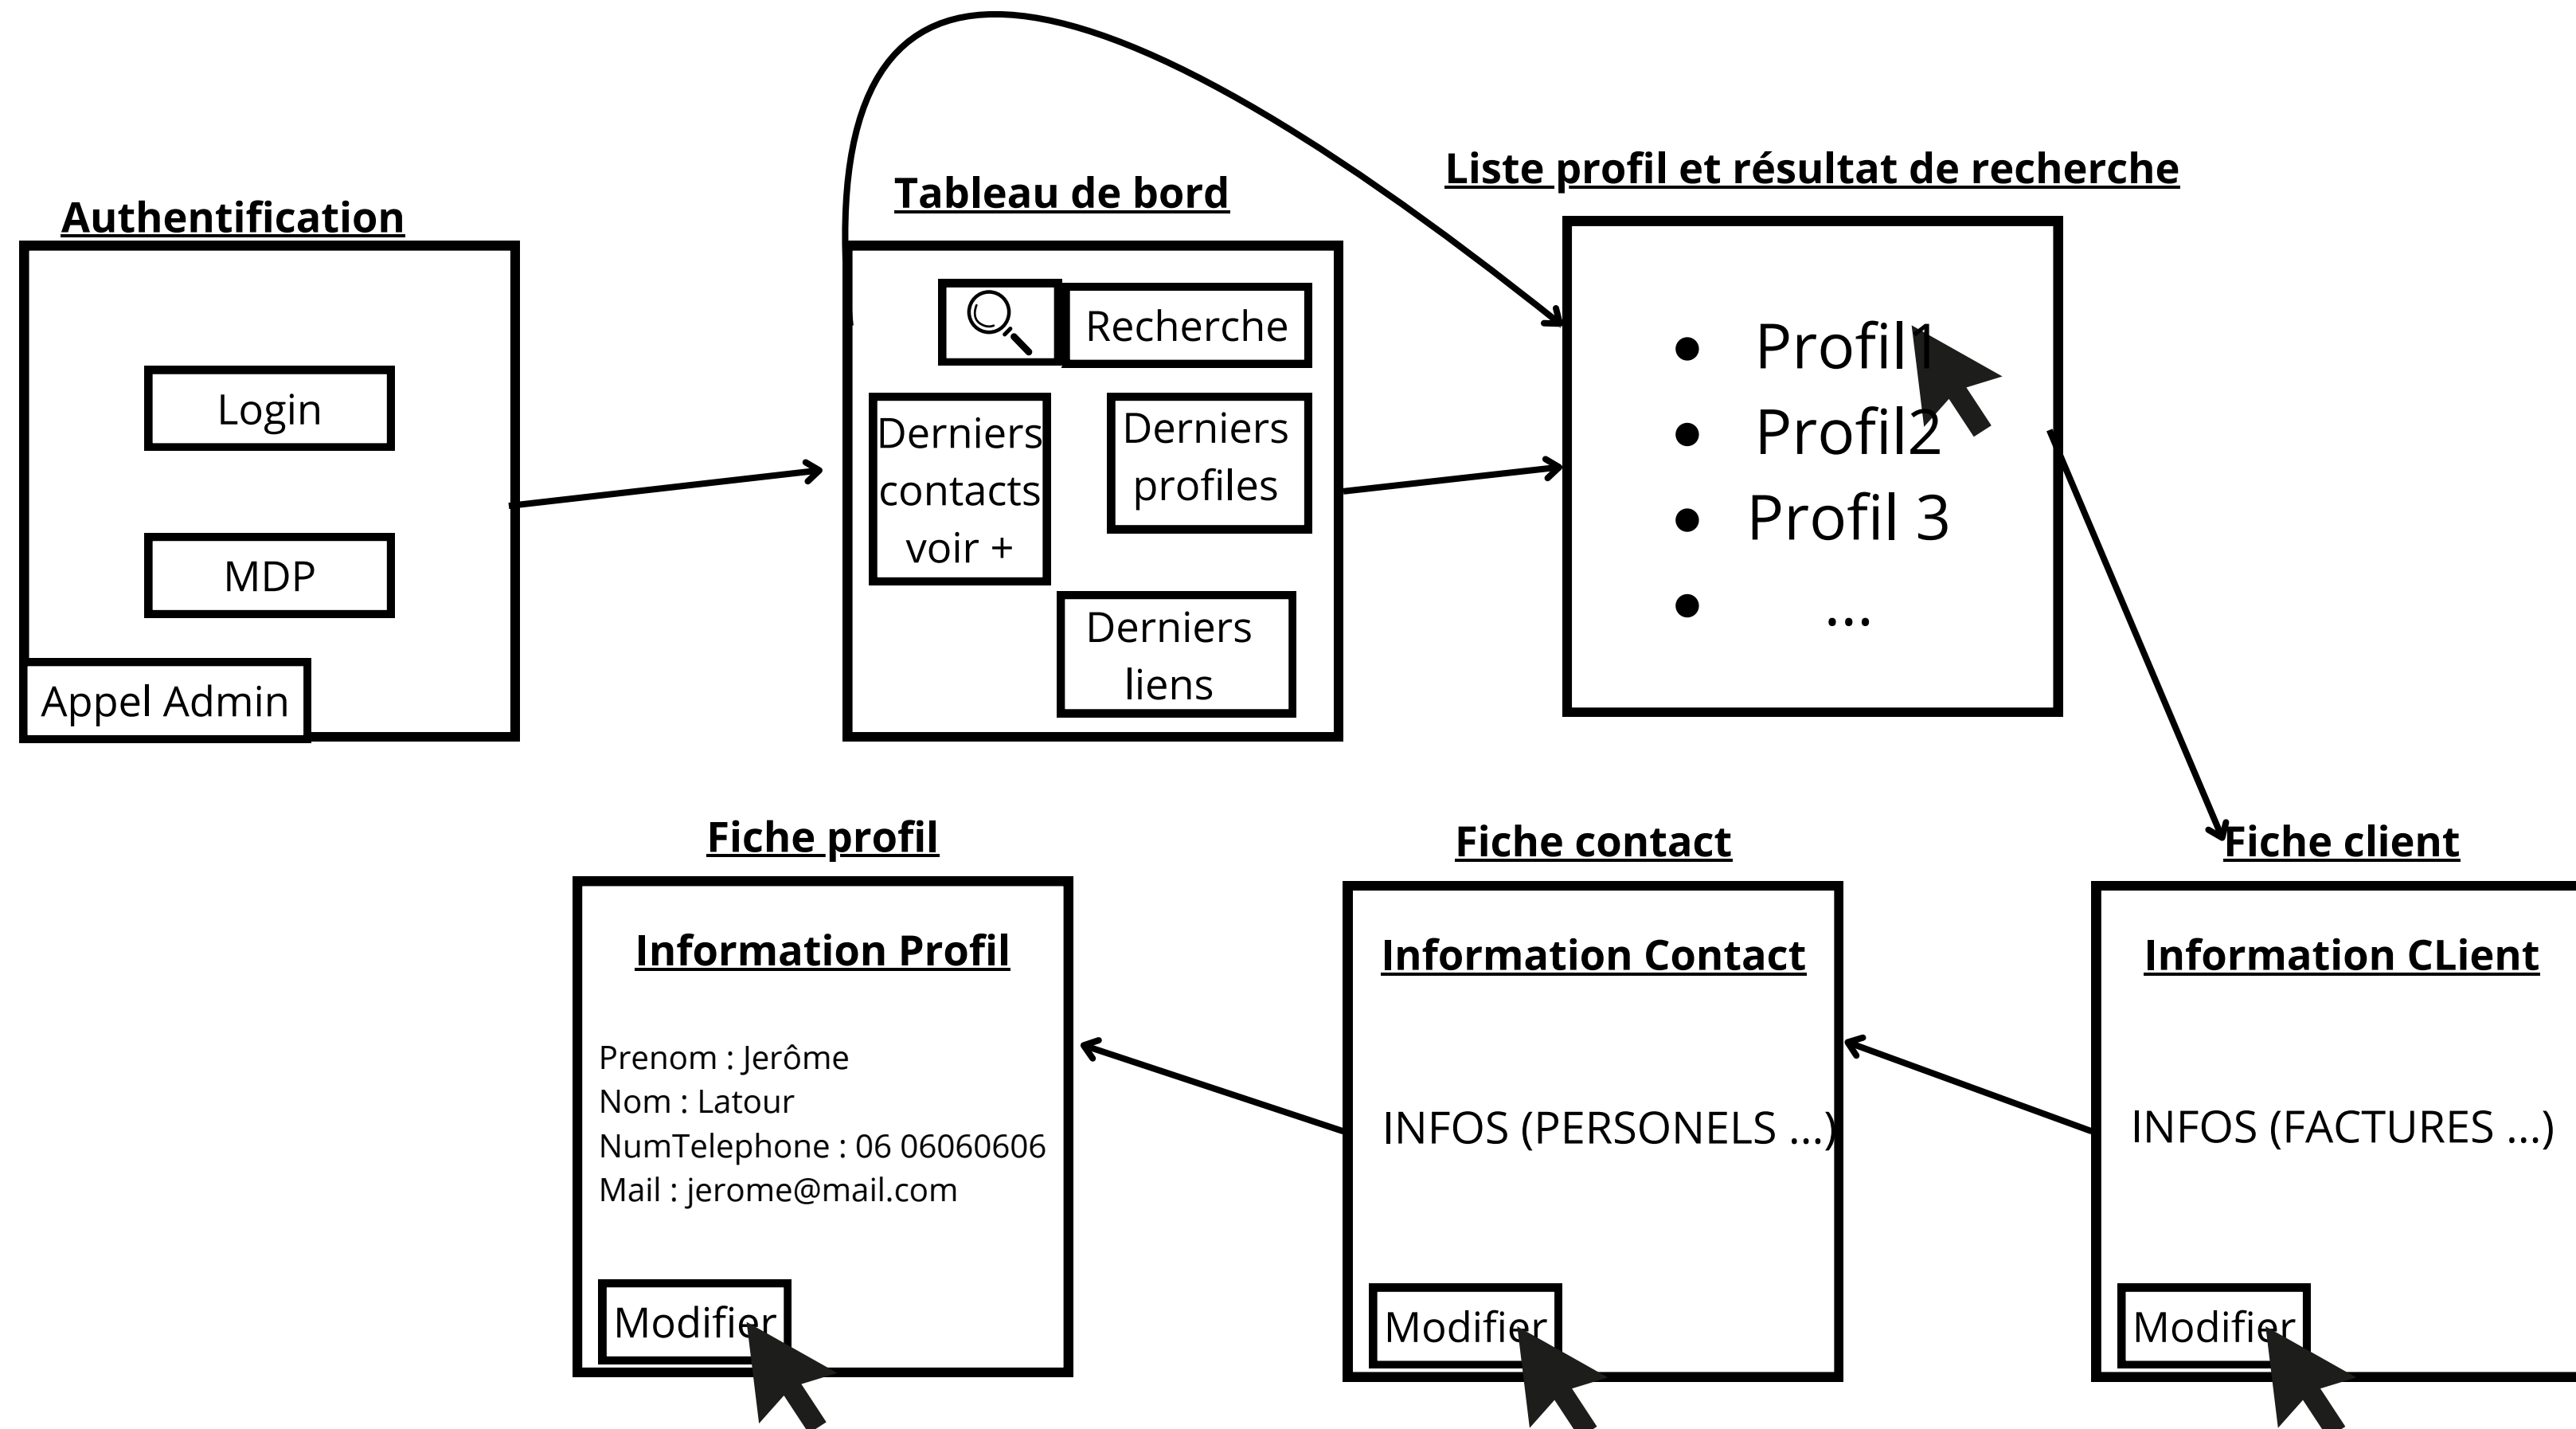 Authentification
Login
MDP
Appel Admin
Tableau de bord
Recherche
Derniers
contacts
voir +
Derniers
profiles
Derniers
liens
Liste profil et résultat de recherche
• Profil1
• Profil2
• Profil 3
• ...
Fiche profil
Information Profil
Prenom : Jerôme
Nom : Latour
NumTelephone : 06 06060606
Mail : jerome@mail.com
Modifier
Fiche contact
Information Contact
INFOS (PERSONELS ...)
Modifier
Fiche client
Information CLient
INFOS (FACTURES ...)
Modifier